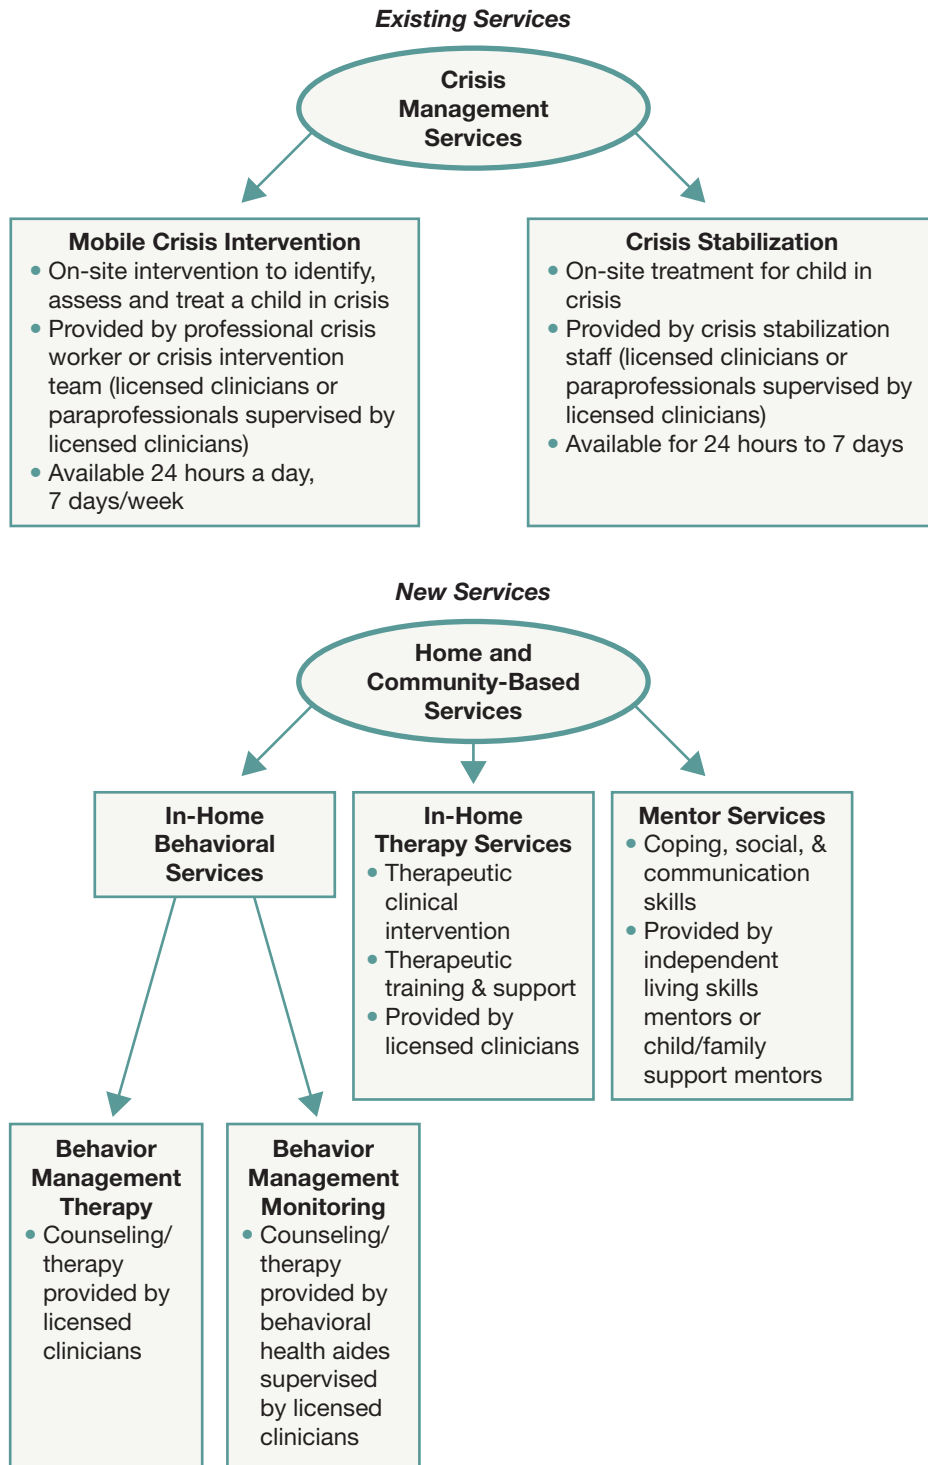 Existing Services
Crisis
Management
Services
Mobile Crisis Intervention
• On-site intervention to identify,
assess and treat a child in crisis
• Provided by professional crisis
worker or crisis intervention
team (licensed clinicians or
paraprofessionals supervised by
licensed clinicians)
• Available 24 hours a day,
7 days/week
Crisis Stabilization
• On-site treatment for child in
crisis
• Provided by crisis stabilization
staff (licensed clinicians or
paraprofessionals supervised by
licensed clinicians)
• Available for 24 hours to 7 days
New Services
Home and
Community-Based
Services
In-Home
Behavioral
Services
In-Home
Therapy Services
• Therapeutic
clinical
intervention
• Therapeutic
training & support
• Provided by
licensed clinicians
Mentor Services
• Coping, social, &
communication
skills
• Provided by
independent
living skills
mentors or
child/family
support mentors
Behavior
Management
Therapy
• Counseling/
therapy
provided by
licensed
clinicians
Behavior
Management
Monitoring
• Counseling/
therapy
provided by
behavioral
health aides
supervised
by licensed
clinicians